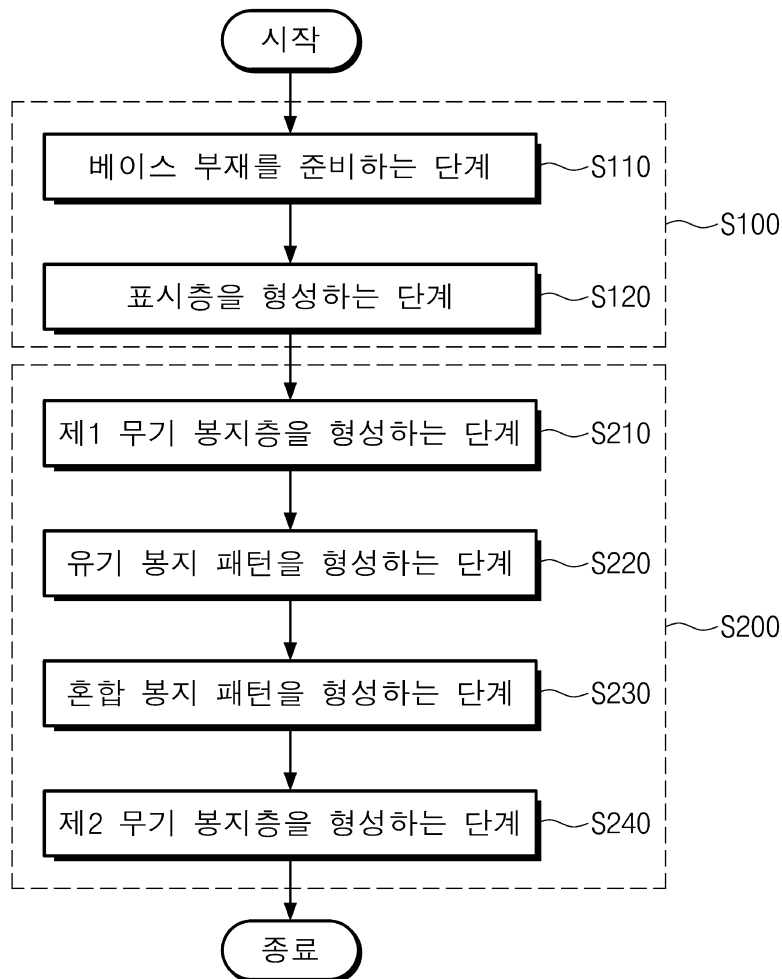 시작
베이스 부재를 준비하는 단계
S110
S100
표시층을 형성하는 단계
S120
제1 무기 봉지층을 형성하는 단계
S210
유기 봉지 패턴을 형성하는 단계
S220
S200
혼합 봉지 패턴을 형성하는 단계
S230
제2 무기 봉지층을 형성하는 단계
S240
종료